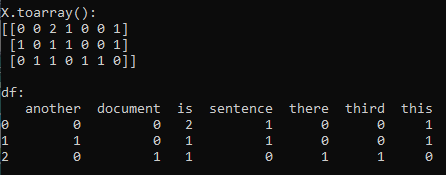 X.toarray():
[[0 0 2 1 0 0 1]
 [1 0 1 1 0 0 1]
 [0 1 1 0 1 1 0]]
df:
   another  document  is  sentence  there  third  this
0        0         0   2         1      0      0     1
1        1         0   1         1      0      0     1
2        0         1   1         0      1      1     0